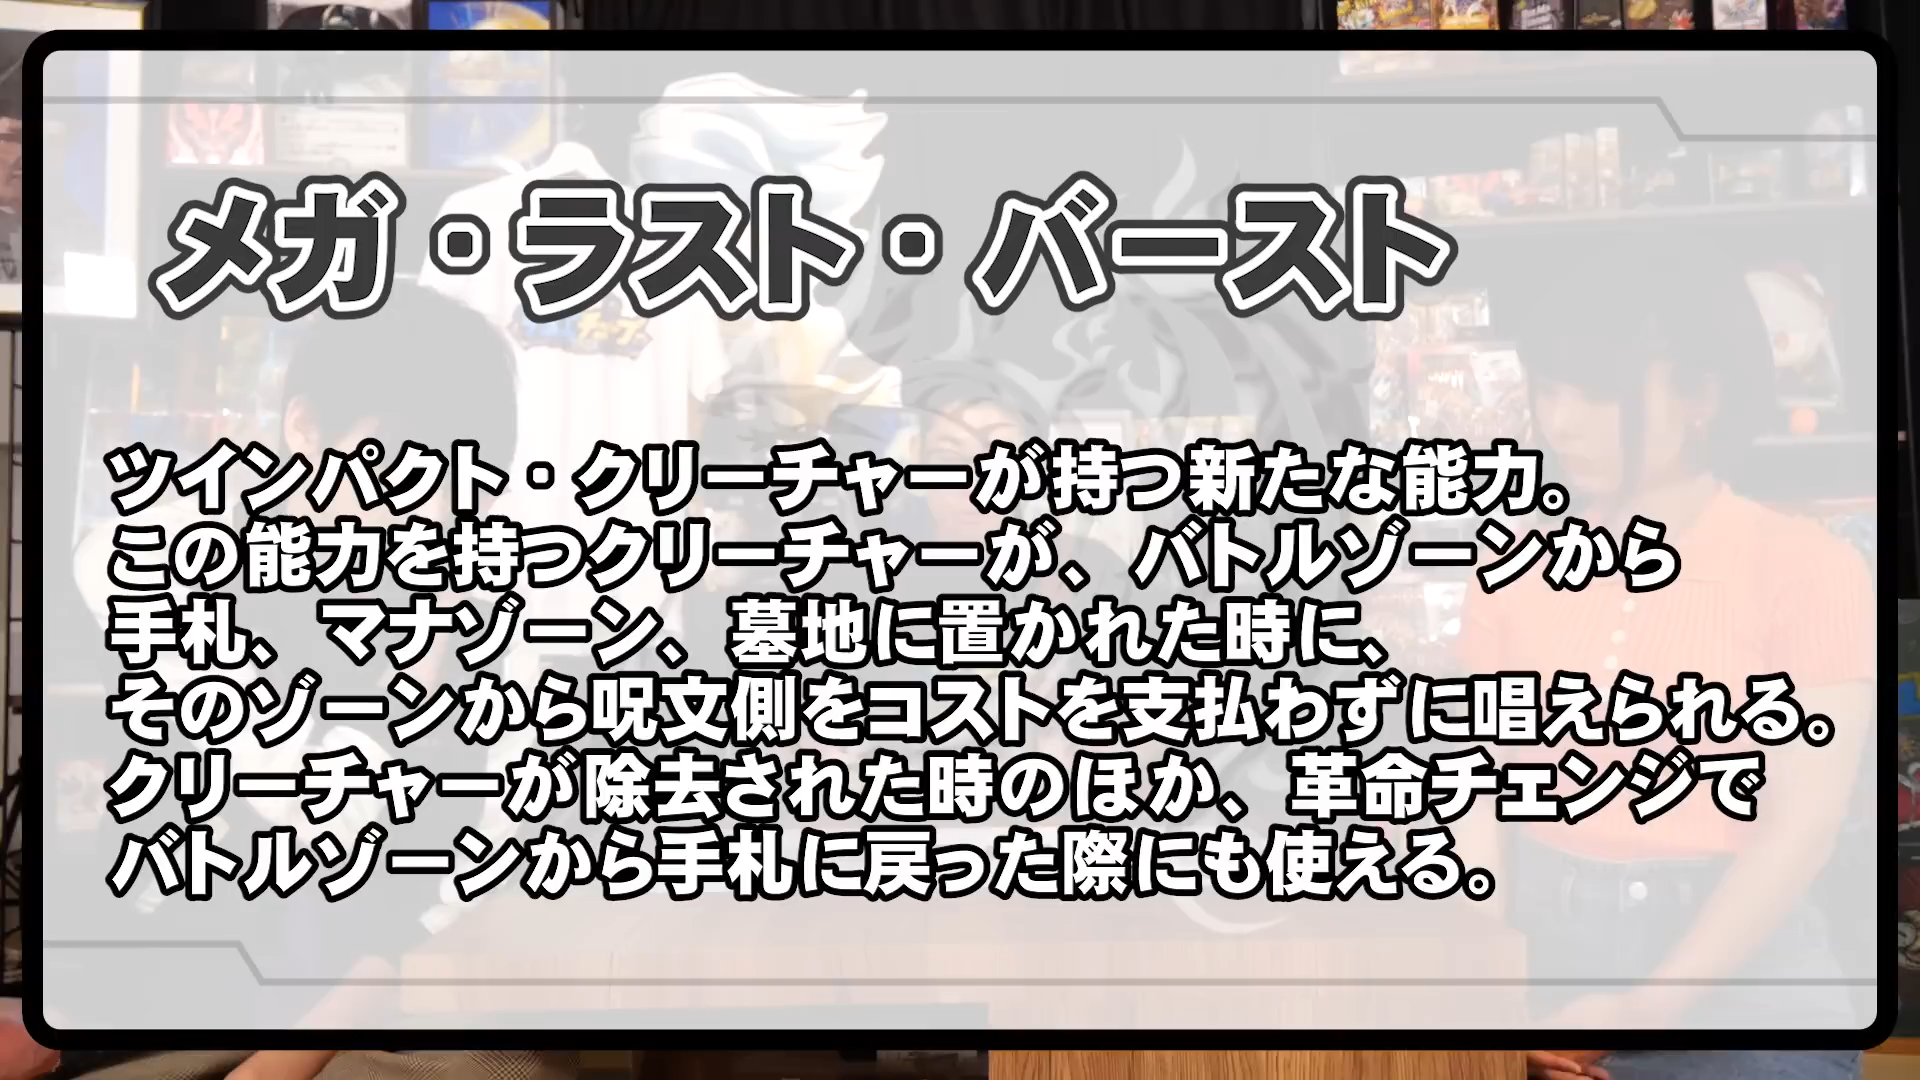 メガ・ラスト・バースト
ツインパクト・クリーチャーが持つ新たな能力。
この能力を持つクリーチャーが、バトルゾーンから
手札、マナゾーン、墓地に置かれた時に、
そのゾーンから呪文側をコストを支払わずに唱えられる。
クリーチャーが除去された時のほか、革命チェンジで
バトルゾーンから手札に戻った際にも使える。